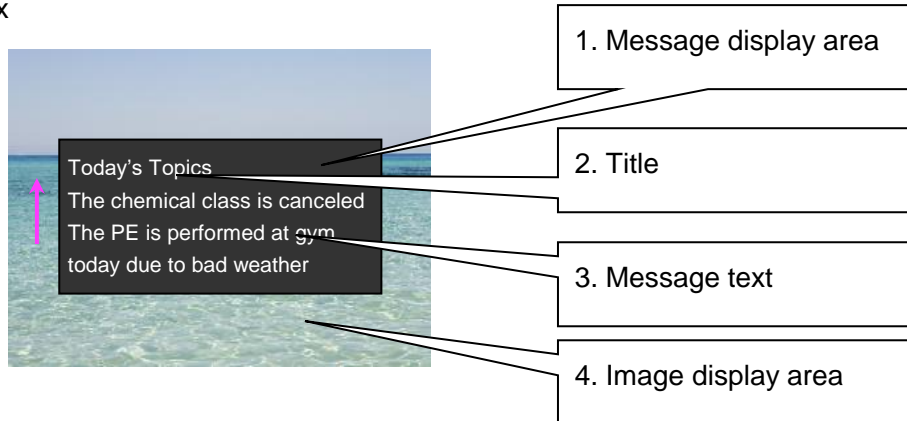 x
1. Message display area
Today's Topics
2. Title
The chemical class is canceled
The PE is performed at gym
today due to bad weather
3. Message text
4. Image display area